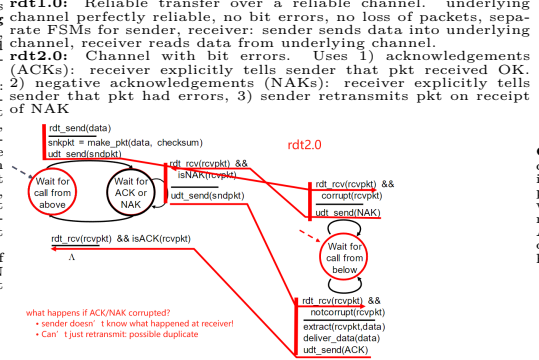 rdt1.0: Reliable transfer over a reliable channel. underlying
channel perfectly reliable, no bit errors, no loss of packets, sepa-
rate FSMs for sender, receiver: sender sends data into underlying
channel, receiver reads data from underlying channel.
rdt2.0: Channel with bit errors. Uses 1) acknowledgements
(ACKs): receiver explicitly tells sender that pkt received OK.
2) negative acknowledgements (NAKs): receiver explicitly tells
sender that pkt had errors, 3) sender retransmits pkt on receipt
of NAK
rdt_send(data)
snkpkt = make_pkt(data, checksum)
udt_send(sndpkt)
rdt2.0
rdt_rcv(rcvpkt) &&
isNAK(rcvpkt)
udt_send(sndpkt)
Wait for
call from
above
Wait for
ACK or
NAK
rdt_rcv(rcvpkt) &&
corrupt(rcvpkt)
udt_send(NAK)
rdt_rcv(rcvpkt) && isACK(rcvpkt)
Λ
Wait for
call from
below
rdt_rcv(rcvpkt) &&
notcorrupt(rcvpkt)
extract(rcvpkt,data)
deliver_data(data)
udt_send(ACK)
what happens if ACK/NAK corrupted?
• sender doesn't know what happened at receiver!
• Can't just retransmit: possible duplicate